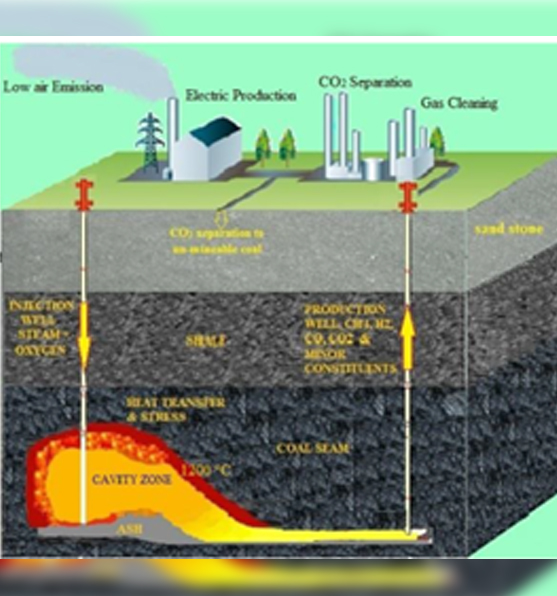 Low air Emission
Electric Production
CO2 Separation
Gas Cleaning
CO2 separation to
un-mineable coal
sand stone
INJECTION
WELL
STEAM+
OXYGEN
SHALE
PRODUCTION
WELL, CH4, H2,
CO, CO2 &
MINOR
CONSTITUENTS
HEAT TRANSFER
& STRESS
COAL SEAM
1200 °C
CAVITY ZONE
ASH